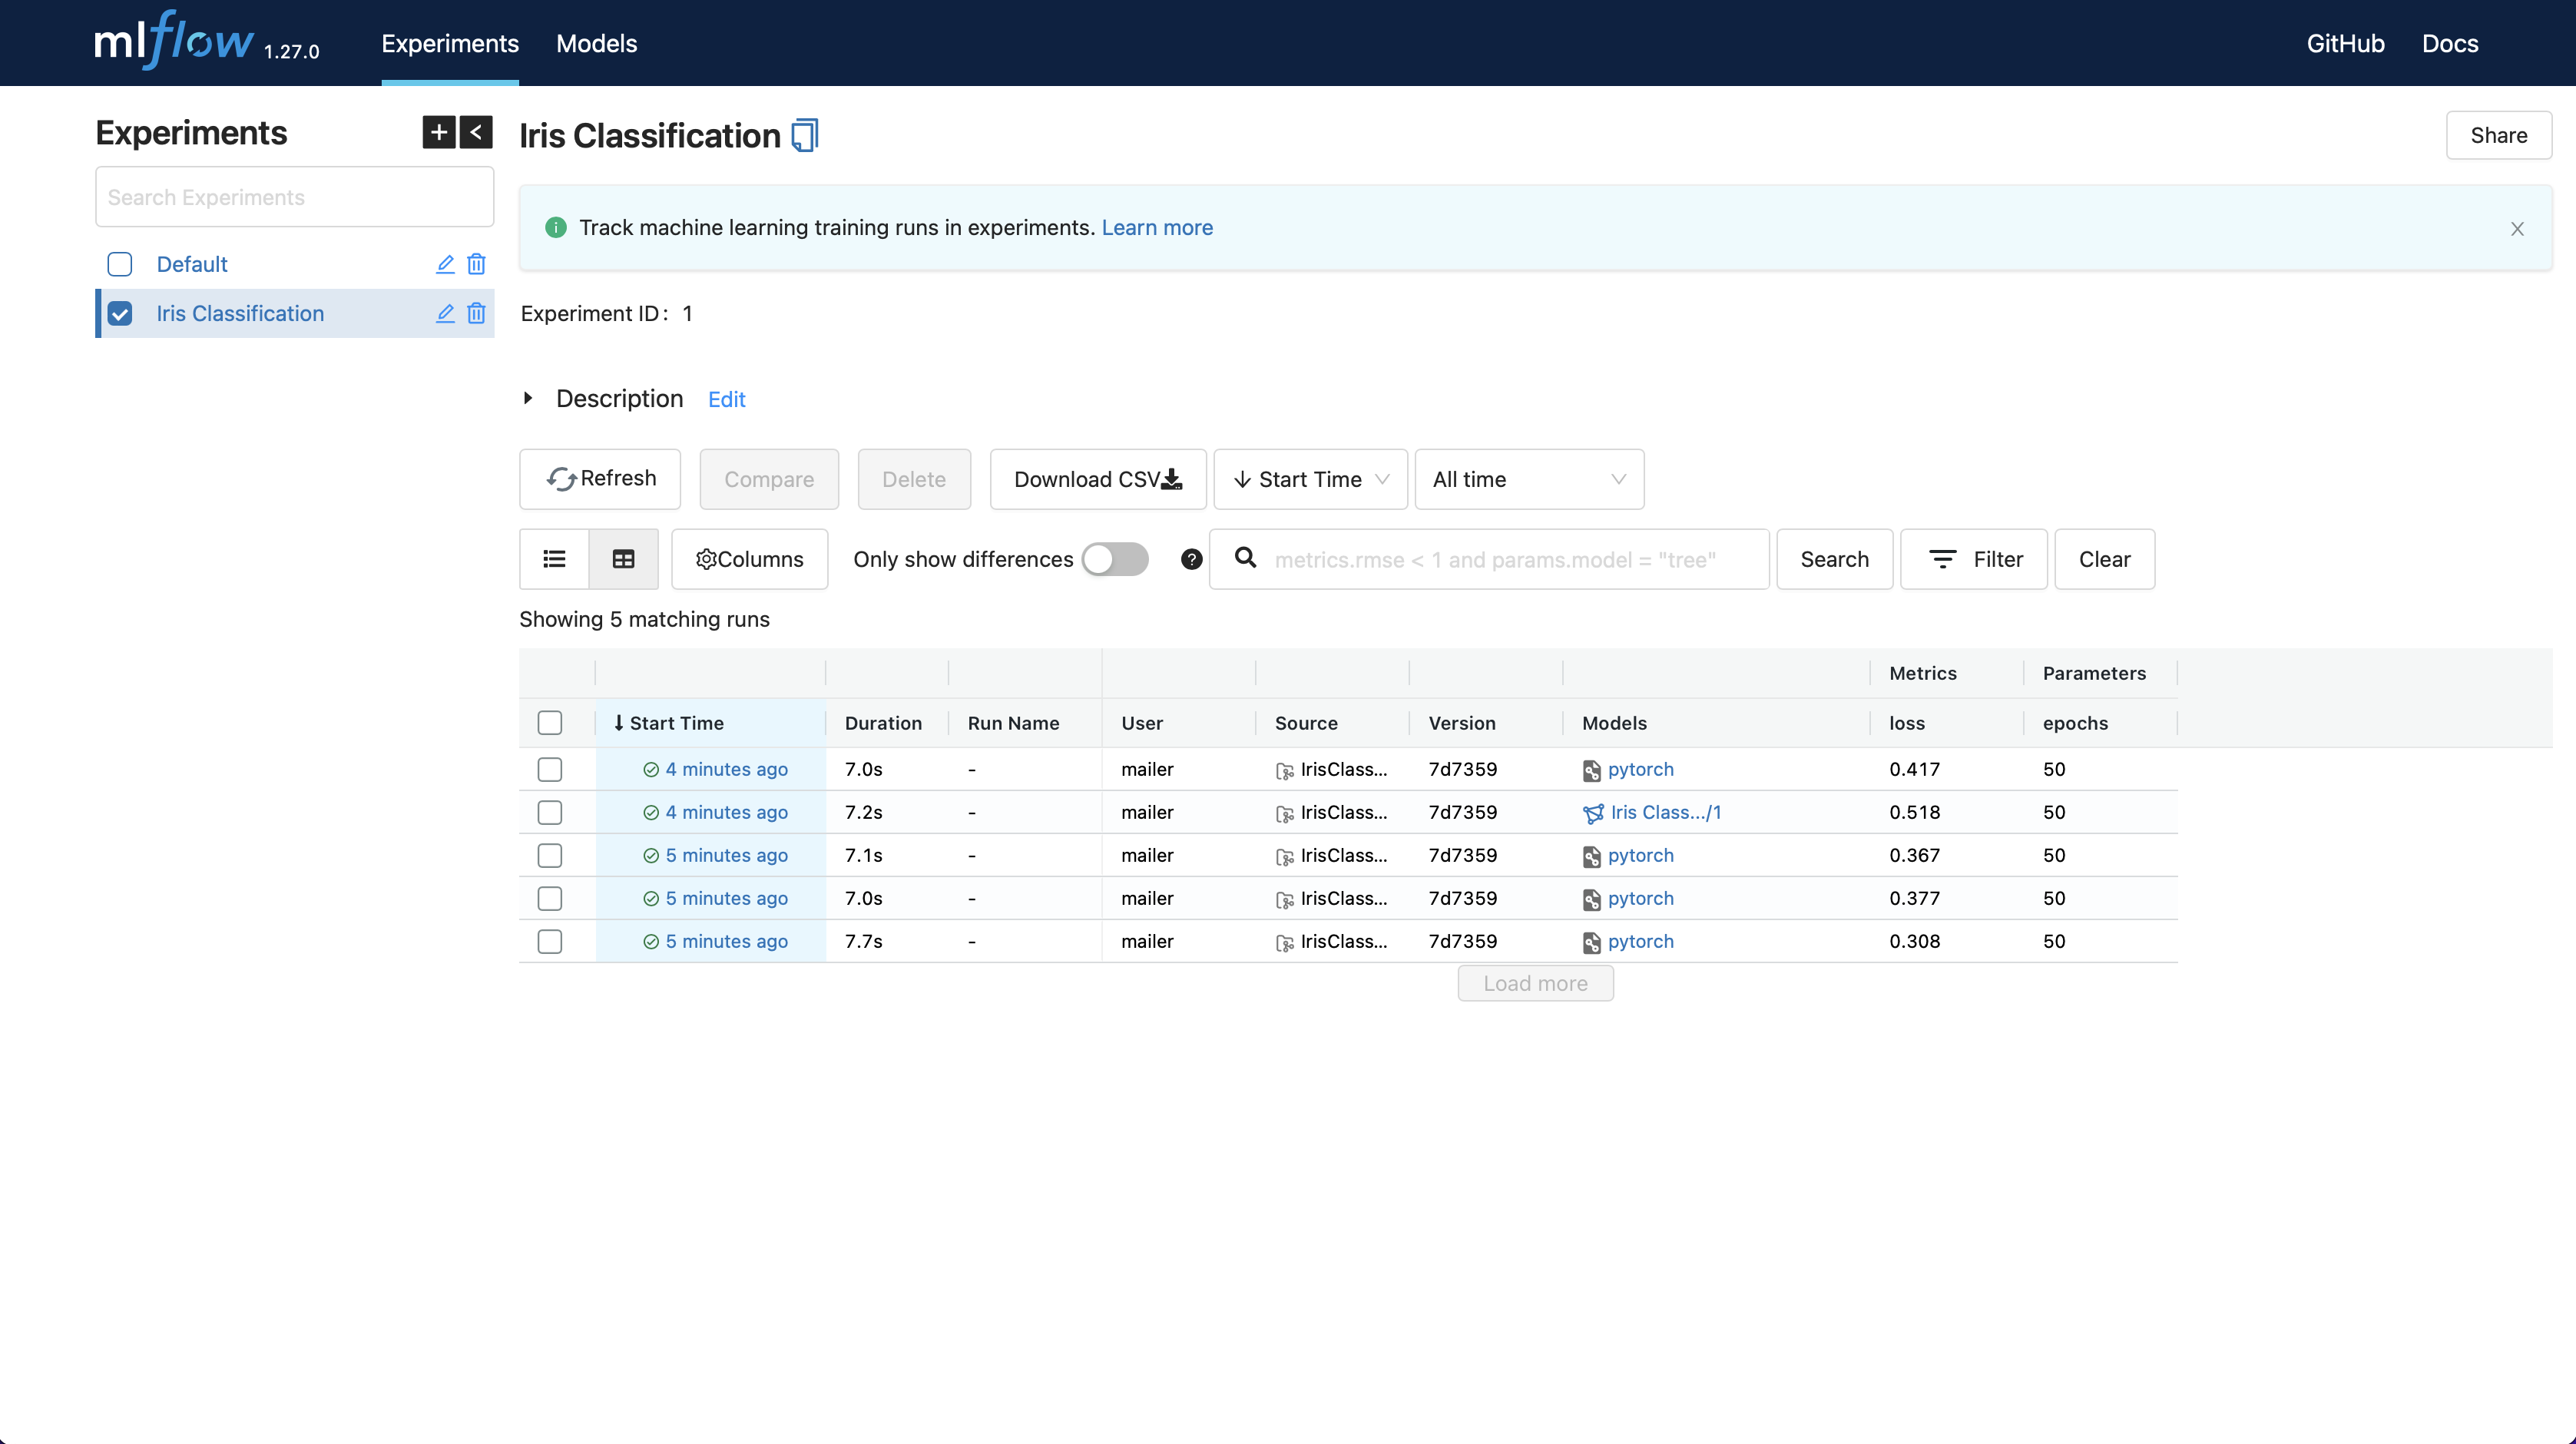 mlflow 1.27.0 Experiments Models GitHub Docs
Experiments
Search Experiments
Default
Iris Classification
Iris Classification
Share
Track machine learning training runs in experiments. Learn more
Experiment ID: 1
Description Edit
Refresh Compare Delete Download CSV Start Time All time
Columns Only show differences metrics.rmse < 1 and params.model = "tree" Search Filter Clear
Showing 5 matching runs
Metrics Parameters
Start Time Duration Run Name User Source Version Models loss epochs
4 minutes ago 7.0s - mailer IrisClass... 7d7359 pytorch 0.417 50
4 minutes ago 7.2s - mailer IrisClass... 7d7359 Iris Class.../1 0.518 50
5 minutes ago 7.1s - mailer IrisClass... 7d7359 pytorch 0.367 50
5 minutes ago 7.0s - mailer IrisClass... 7d7359 pytorch 0.377 50
5 minutes ago 7.7s - mailer IrisClass... 7d7359 pytorch 0.308 50
Load more